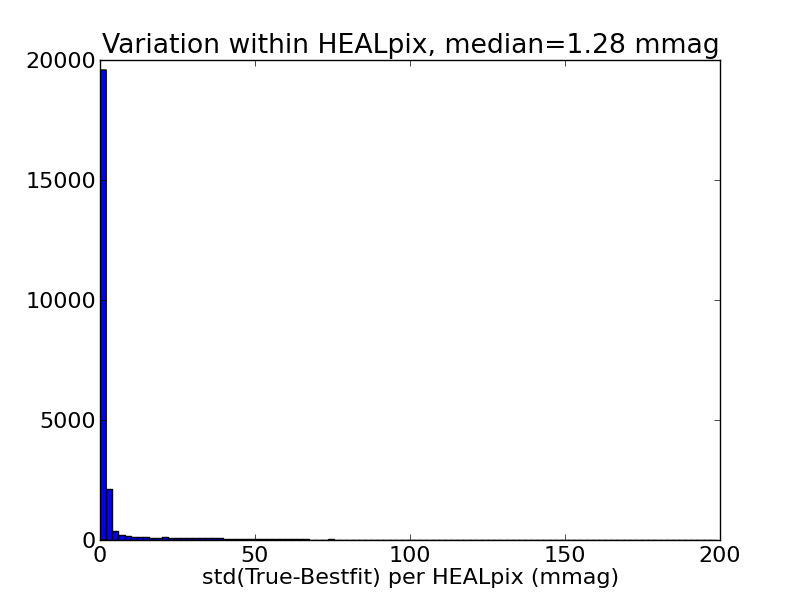 Variation within HEALpix, median=1.28 mmag
20000
15000
10000
5000
0
0 50 100 150 200
std(True-Bestfit) per HEALpix (mmag)